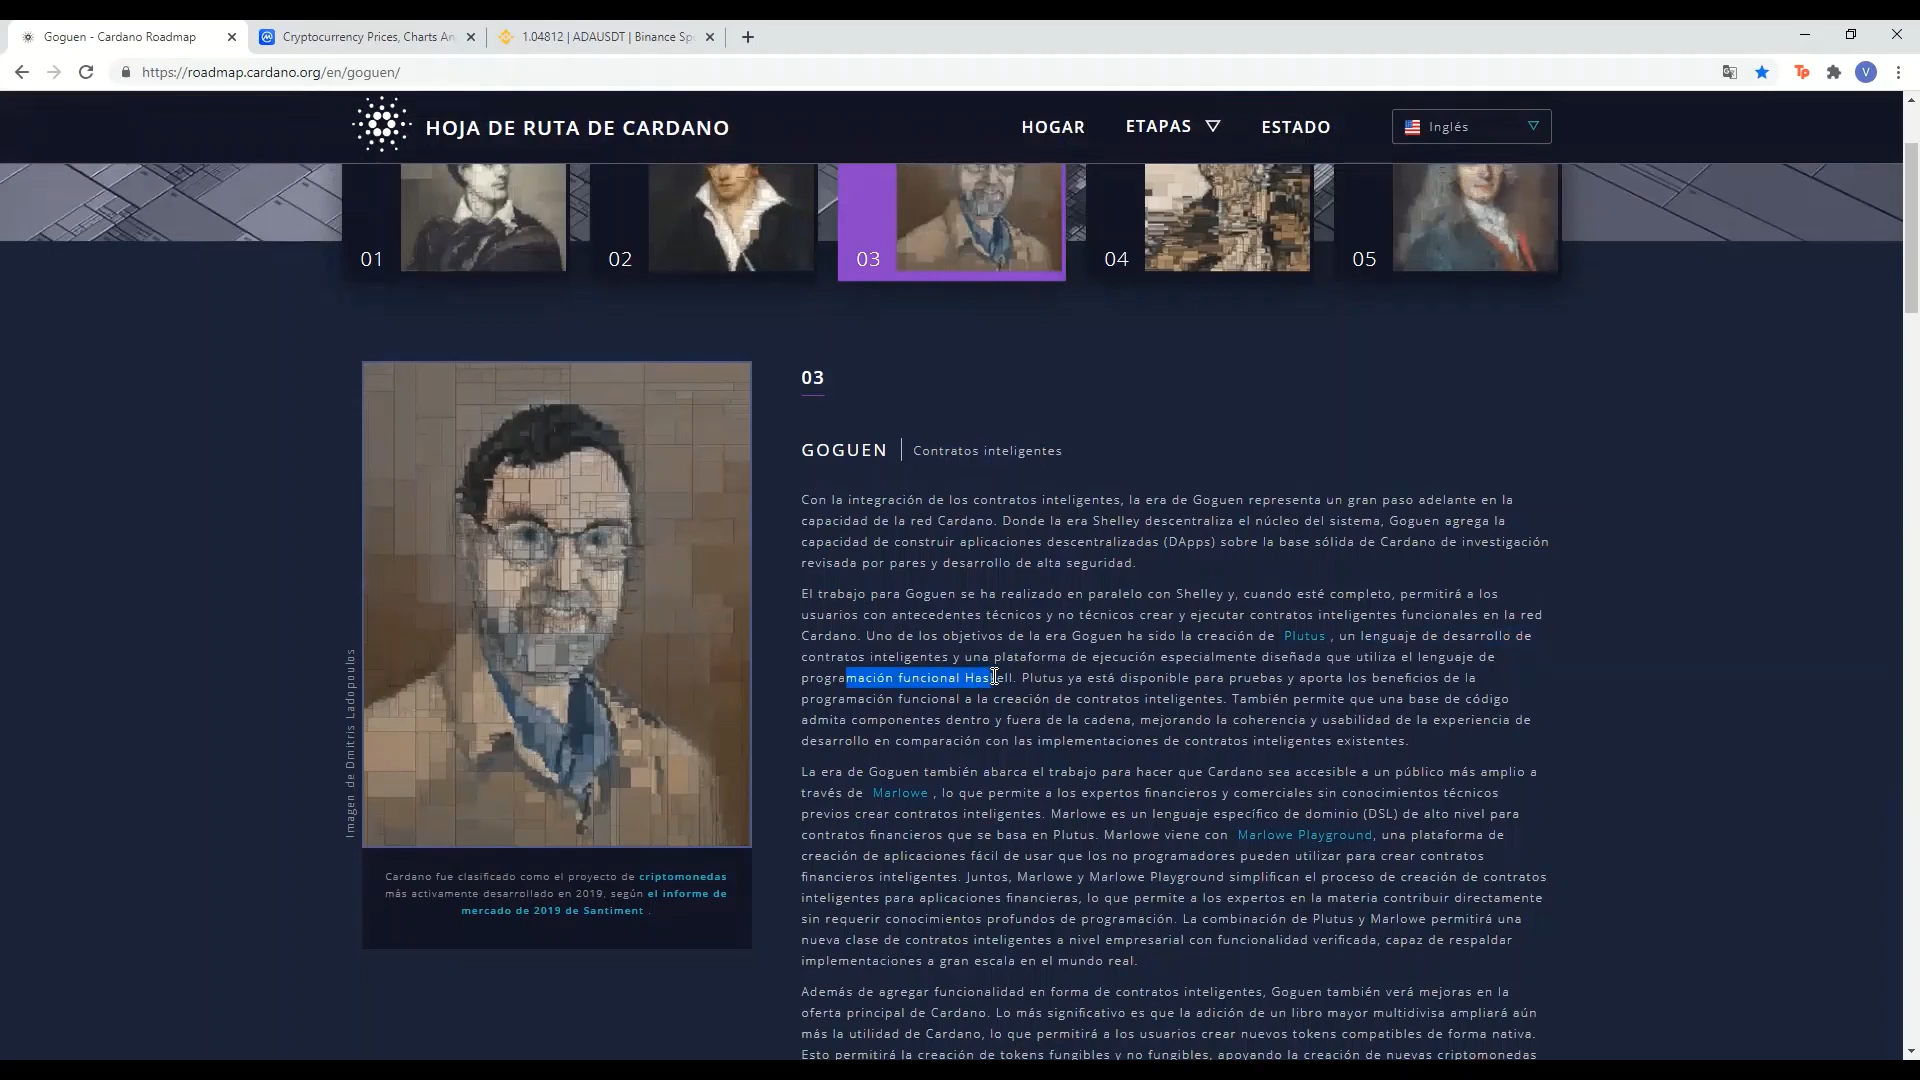 Goguen - Cardano Roadmap
Cryptocurrency Prices, Charts An
1.04812 | ADAUSDT | Binance Sp
https://roadmap.cardano.org/en/goguen/
Tp
V
HOJA DE RUTA DE CARDANO
HOGAR
ETAPAS
ESTADO
Inglés
01
02
03
04
05
03
GOGUEN
Contratos inteligentes
Con la integración de los contratos inteligentes, la era de Goguen representa un gran paso adelante en la
capacidad de la red Cardano. Donde la era Shelley descentraliza el núcleo del sistema, Goguen agrega la
capacidad de construir aplicaciones descentralizadas (DApps) sobre la base sólida de Cardano de investigación
revisada por pares y desarrollo de alta seguridad.
El trabajo para Goguen se ha realizado en paralelo con Shelley y, cuando esté completo, permitirá a los
usuarios con antecedentes técnicos y no técnicos crear y ejecutar contratos inteligentes funcionales en la red
Cardano. Uno de los objetivos de la era Goguen ha sido la creación de Plutus , un lenguaje de desarrollo de
contratos inteligentes y una plataforma de ejecución especialmente diseñada que utiliza el lenguaje de
programación funcional Haskell. Plutus ya está disponible para pruebas y aporta los beneficios de la
programación funcional a la creación de contratos inteligentes. También permite que una base de código
admita componentes dentro y fuera de la cadena, mejorando la coherencia y usabilidad de la experiencia de
desarrollo en comparación con las implementaciones de contratos inteligentes existentes.
La era de Goguen también abarca el trabajo para hacer que Cardano sea accesible a un público más amplio a
través de Marlowe , lo que permite a los expertos financieros y comerciales sin conocimientos técnicos
previos crear contratos inteligentes. Marlowe es un lenguaje específico de dominio (DSL) de alto nivel para
contratos financieros que se basa en Plutus. Marlowe viene con Marlowe Playground, una plataforma de
creación de aplicaciones fácil de usar que los no programadores pueden utilizar para crear contratos
financieros inteligentes. Juntos, Marlowe y Marlowe Playground simplifican el proceso de creación de contratos
inteligentes para aplicaciones financieras, lo que permite a los expertos en la materia contribuir directamente
sin requerir conocimientos profundos de programación. La combinación de Plutus y Marlowe permitirá una
nueva clase de contratos inteligentes a nivel empresarial con funcionalidad verificada, capaz de respaldar
implementaciones a gran escala en el mundo real.
Además de agregar funcionalidad en forma de contratos inteligentes, Goguen también verá mejoras en la
oferta principal de Cardano. Lo más significativo es que la adición de un libro mayor multidivisa ampliará aún
más la utilidad de Cardano, lo que permitirá a los usuarios crear nuevos tokens compatibles de forma nativa.
Esto permitirá la creación de tokens fungibles y no fungibles, apoyando la creación de nuevas criptomonedas
Imagen de Dmitris Ladopoulos
Cardano fue clasificado como el proyecto de criptomonedas
más activamente desarrollado en 2019, según el informe de
mercado de 2019 de Santiment .